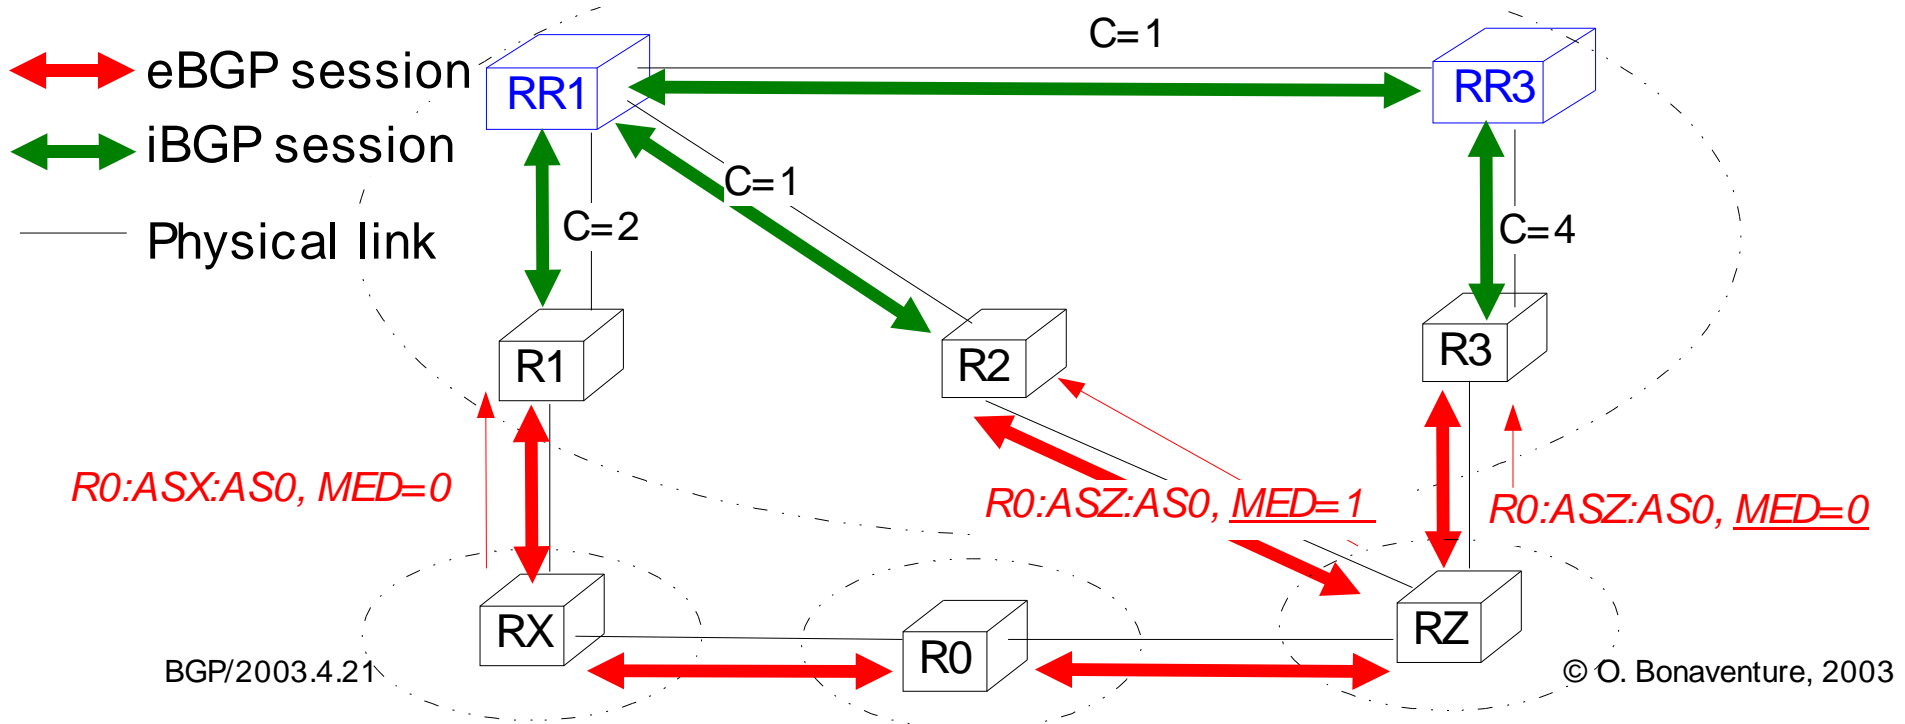 eBGP session
iBGP session
Physical link
C=1
RR1
RR3
C=1
C=2
C=4
R1
R2
R3
R0:ASX:AS0, MED=0
R0:ASZ:AS0, MED=1
R0:ASZ:AS0, MED=0
RX
R0
RZ
BGP/2003.4.21
© O. Bonaventure, 2003